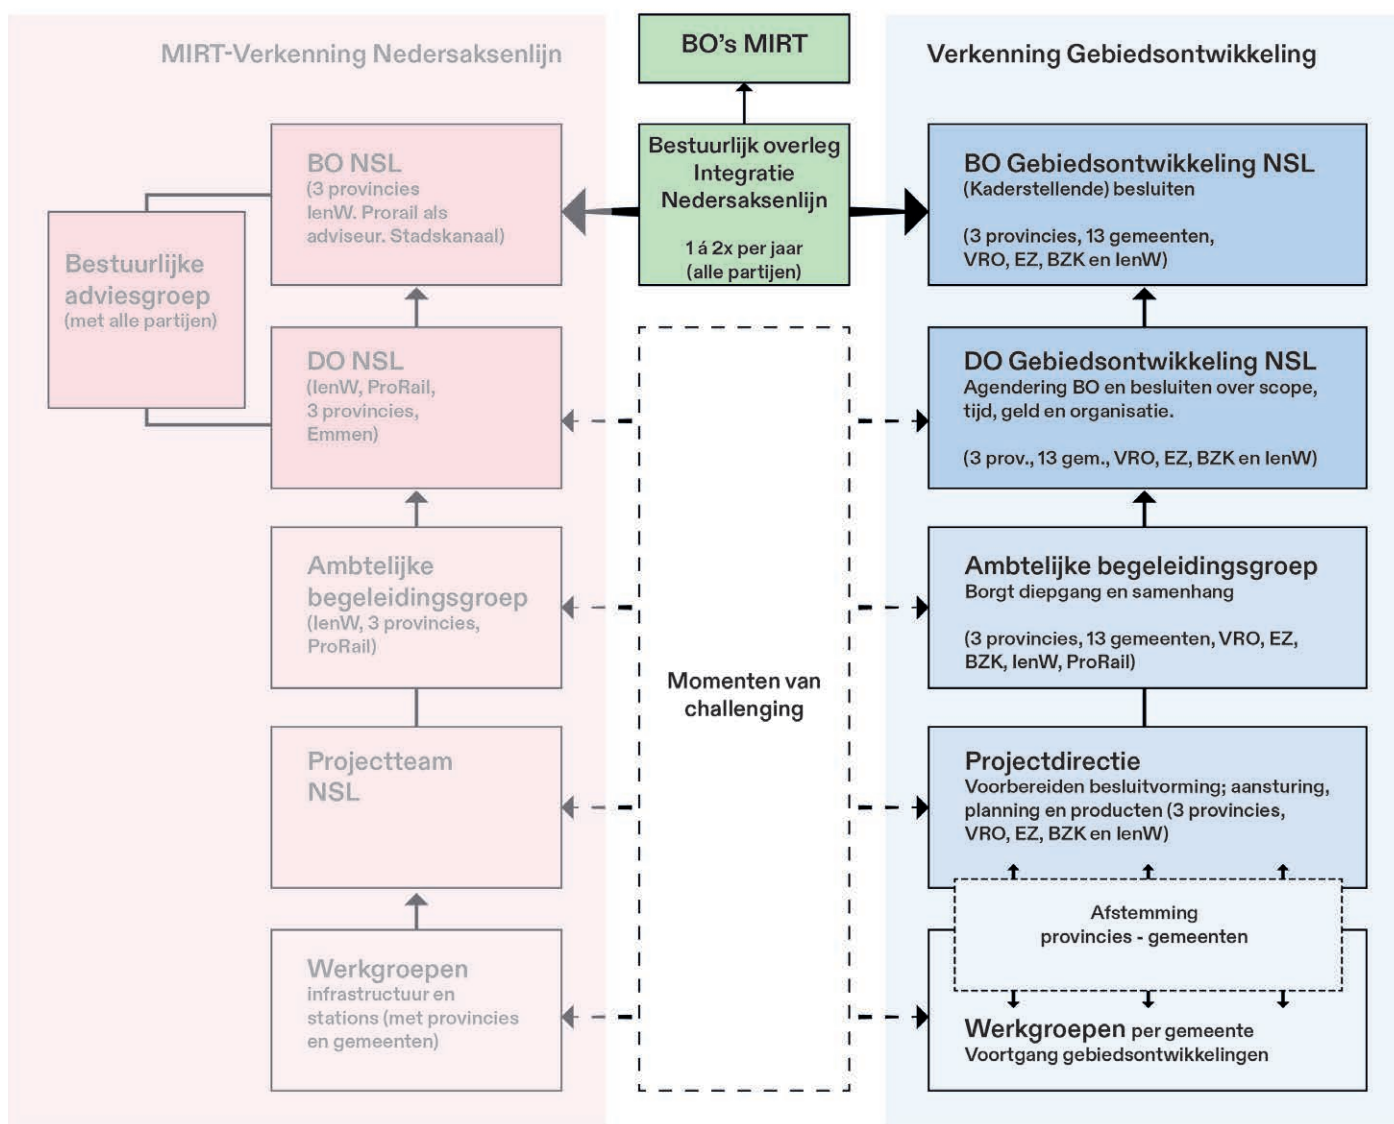 MIRT-Verkenning Nedersaksenlijn
BO NSL
(3 provincies
IenW. Prorail als
adviseur. Stadskanaal)
Bestuurlijke
adviesgroep
(met alle partijen)
DO NSL
(IenW, ProRail,
3 provincies,
Emmen)
Ambtelijke
begeleidingsgroep
(IenW, 3 provincies,
ProRail)
Projectteam
NSL
Werkgroepen
infrastructuur en
stations (met provincies
en gemeenten)
BO's MIRT
Bestuurlijk overleg
Integratie
Nedersaksenlijn
1 á 2x per jaar
(alle partijen)
Momenten van
challenging
Verkenning Gebiedsontwikkeling
BO Gebiedsontwikkeling NSL
(Kaderstellende) besluiten
(3 provincies, 13 gemeenten,
VRO, EZ, BZK en IenW)
DO Gebiedsontwikkeling NSL
Agendering BO en besluiten over scope,
tijd, geld en organisatie.
(3 prov., 13 gem., VRO, EZ, BZK en IenW)
Ambtelijke begeleidingsgroep
Borgt diepgang en samenhang
(3 provincies, 13 gemeenten, VRO, EZ,
BZK, IenW, ProRail)
Projectdirectie
Voorbereiden besluitvorming; aansturing,
planning en producten (3 provincies,
VRO, EZ, BZK en IenW)
Afstemming
provincies - gemeenten
Werkgroepen per gemeente
Voortgang gebiedsontwikkelingen